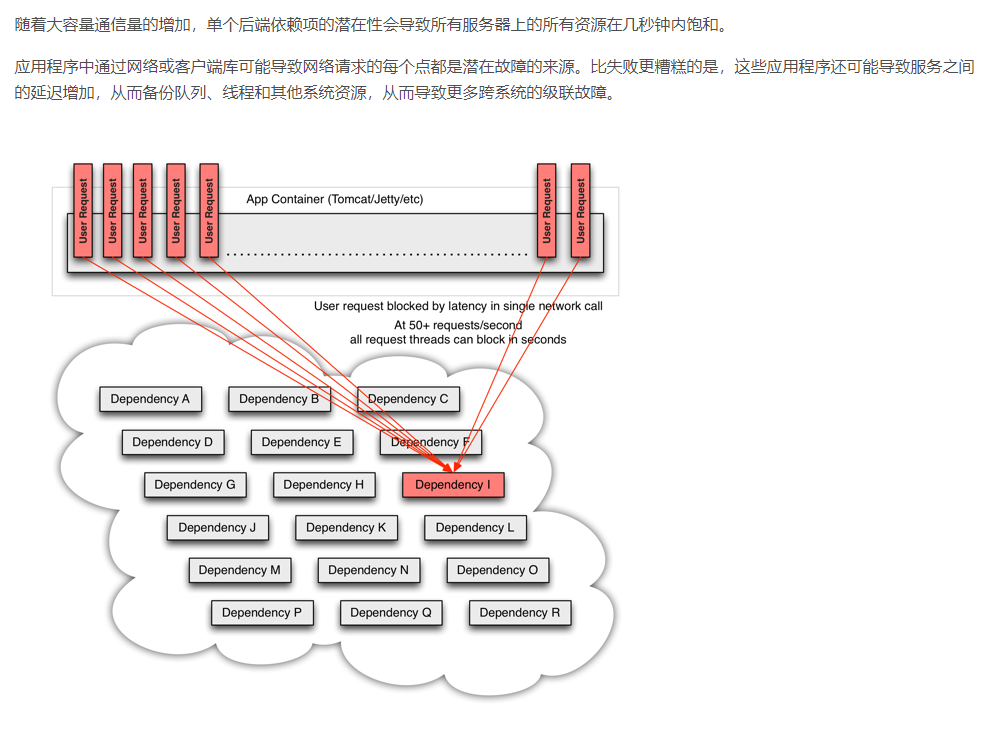 随着大容量通信量的增加，单个后端依赖项的潜在性会导致所有服务器上的所有资源在几秒钟内饱和。
应用程序中通过网络或客户端库可能导致网络请求的每个点都是潜在故障的来源。比失败更糟糕的是，这些应用程序还可能导致服务之间
的延迟增加，从而备份队列、线程和其他系统资源，从而导致更多跨系统的级联故障。
User Request
User Request
User Request
User Request
User Request
App Container (Tomcat/Jetty/etc)
User Request
User Request
User request blocked by latency in single network call
At 50+ requests/second
all request threads can block in seconds
Dependency A
Dependency B
Dependency C
Dependency D
Dependency E
Dependency F
Dependency G
Dependency H
Dependency I
Dependency J
Dependency K
Dependency L
Dependency M
Dependency N
Dependency O
Dependency P
Dependency Q
Dependency R